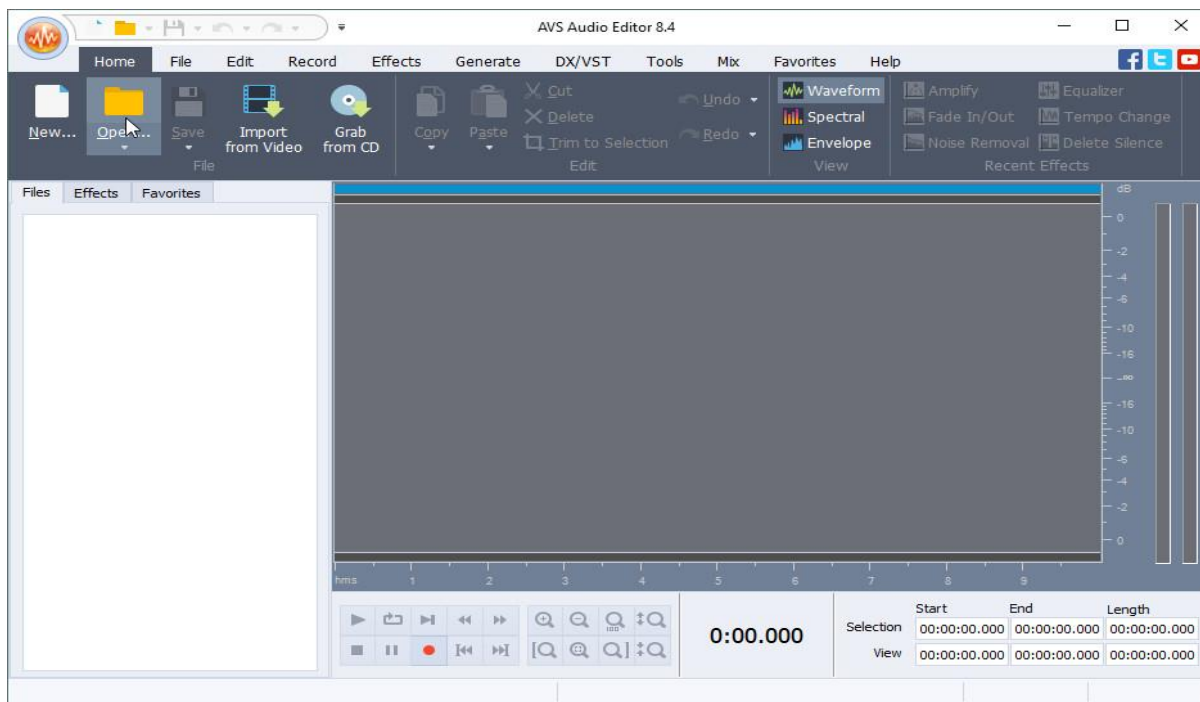 AVS Audio Editor 8.4
Home File Edit Record Effects Generate DX/VST Tools Mix Favorites Help
New... Open... Save Import from Video Grab from CD
File
Copy Paste Cut
Delete
Trim to Selection
Undo
Redo
Edit
Waveform
Spectral
Envelope
View
Amplify Equalizer
Fade In/Out Tempo Change
Noise Removal Delete Silence
Recent Effects
Files Effects Favorites
dB
0
-2
-4
-6
-10
-16
-∞
-16
-10
-6
-4
-2
0
hms 1 2 3 4 5 6 7 8 9
100
0:00.000
Start End Length
Selection 00:00:00.000 00:00:00.000 00:00:00.000
View 00:00:00.000 00:00:00.000 00:00:00.000